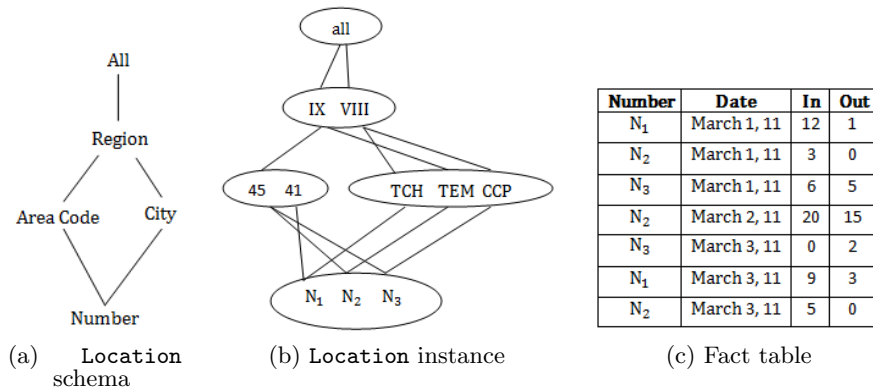 All
Region
Area Code City
Number
(a) Location schema
all
IX VIII
45 41
TCH TEM CCP
N₁ N₂ N₃
(b) Location instance
Number Date In Out
N₁ March 1, 11 12 1
N₂ March 1, 11 3 0
N₃ March 1, 11 6 5
N₂ March 2, 11 20 15
N₃ March 3, 11 0 2
N₁ March 3, 11 9 3
N₂ March 3, 11 5 0
(c) Fact table